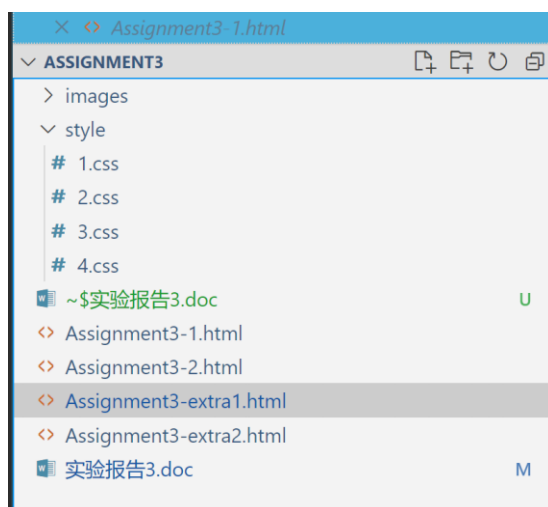 Assignment3-1.html
ASSIGNMENT3
images
style
# 1.css
# 2.css
# 3.css
# 4.css
~$实验报告3.doc U
<> Assignment3-1.html
<> Assignment3-2.html
<> Assignment3-extra1.html
<> Assignment3-extra2.html
实验报告3.doc M